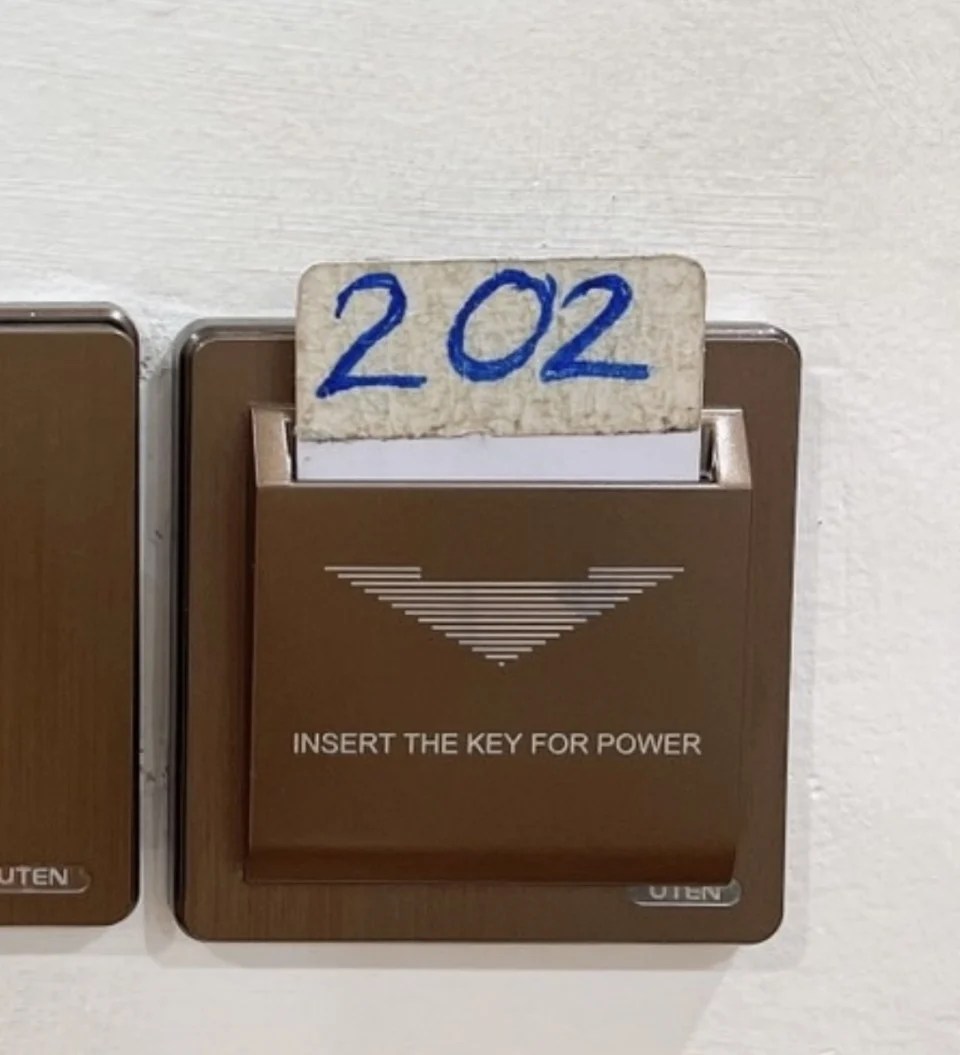 202
INSERT THE KEY FOR POWER
UTEN
UTEN